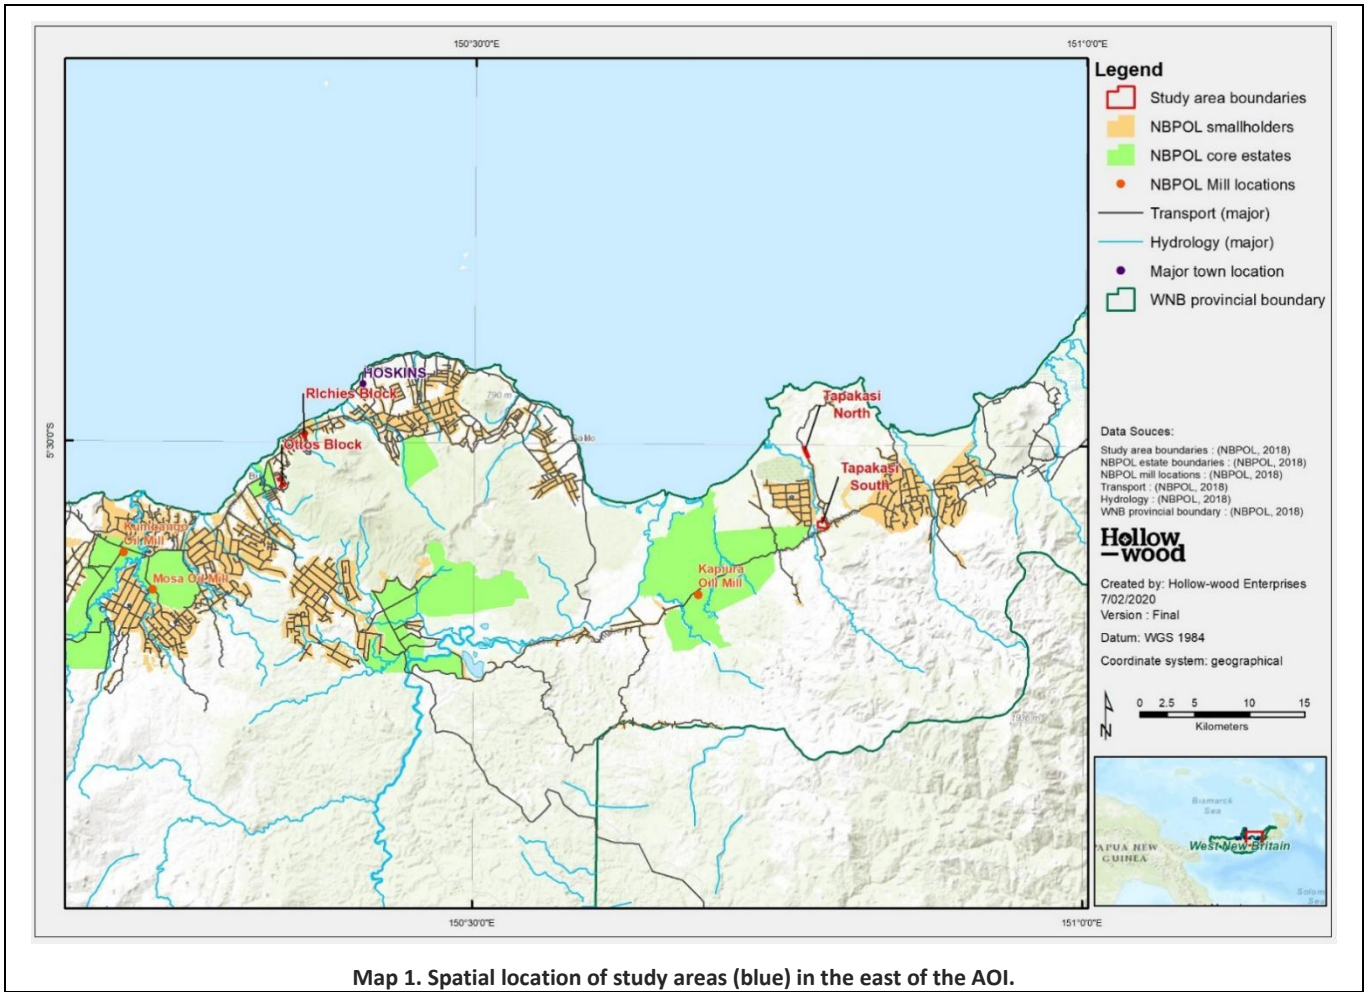 150°30'0"E
151°0'0"E
Legend
Study area boundaries
NBPOL smallholders
NBPOL core estates
NBPOL Mill locations
Transport (major)
Hydrology (major)
Major town location
WNB provincial boundary
HOSKINS
RIchies Block
790 m
Ottos Block
Tapakasi
North
5°30'0"S
Tapakasi
South
Kumbango
Oil Mill
Mosa Oil Mill
Kapiura
Oill Mill
Data Souces:
Study area boundaries : (NBPOL, 2018)
NBPOL estate boundaries : (NBPOL, 2018)
NBPOL mill locations : (NBPOL, 2018)
Transport : (NBPOL, 2018)
Hydrology : (NBPOL, 2018)
WNB provincial boundary : (NBPOL, 2018)
Hollow
wood
Created by: Hollow-wood Enterprises
7/02/2020
Version : Final
Datum: WGS 1984
Coordinate system: geographical
N
0 2.5 5 10 15
Kilometers
Bismarck
Sea
West New Britain
PAPUA NEW
GUINEA
150°30'0"E
151°0'0"E
Map 1. Spatial location of study areas (blue) in the east of the AOI.